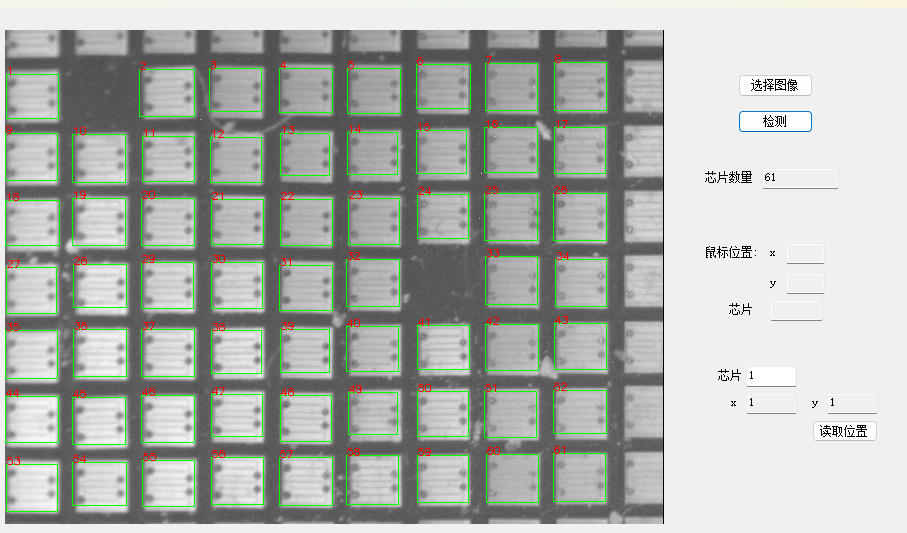 选择图像
检测
芯片数量 61
鼠标位置: x
y
芯片
芯片 1
x 1 y 1
读取位置
1 2 3 4 5 6 7 8
9 10 11 12 13 14 15 16 17
18 19 20 21 22 23 24 25 26
27 28 29 30 31 32 33 34
35 36 37 38 39 40 41 42 43
44 45 46 47 48 49 50 51 52
53 54 55 56 57 58 59 60 61